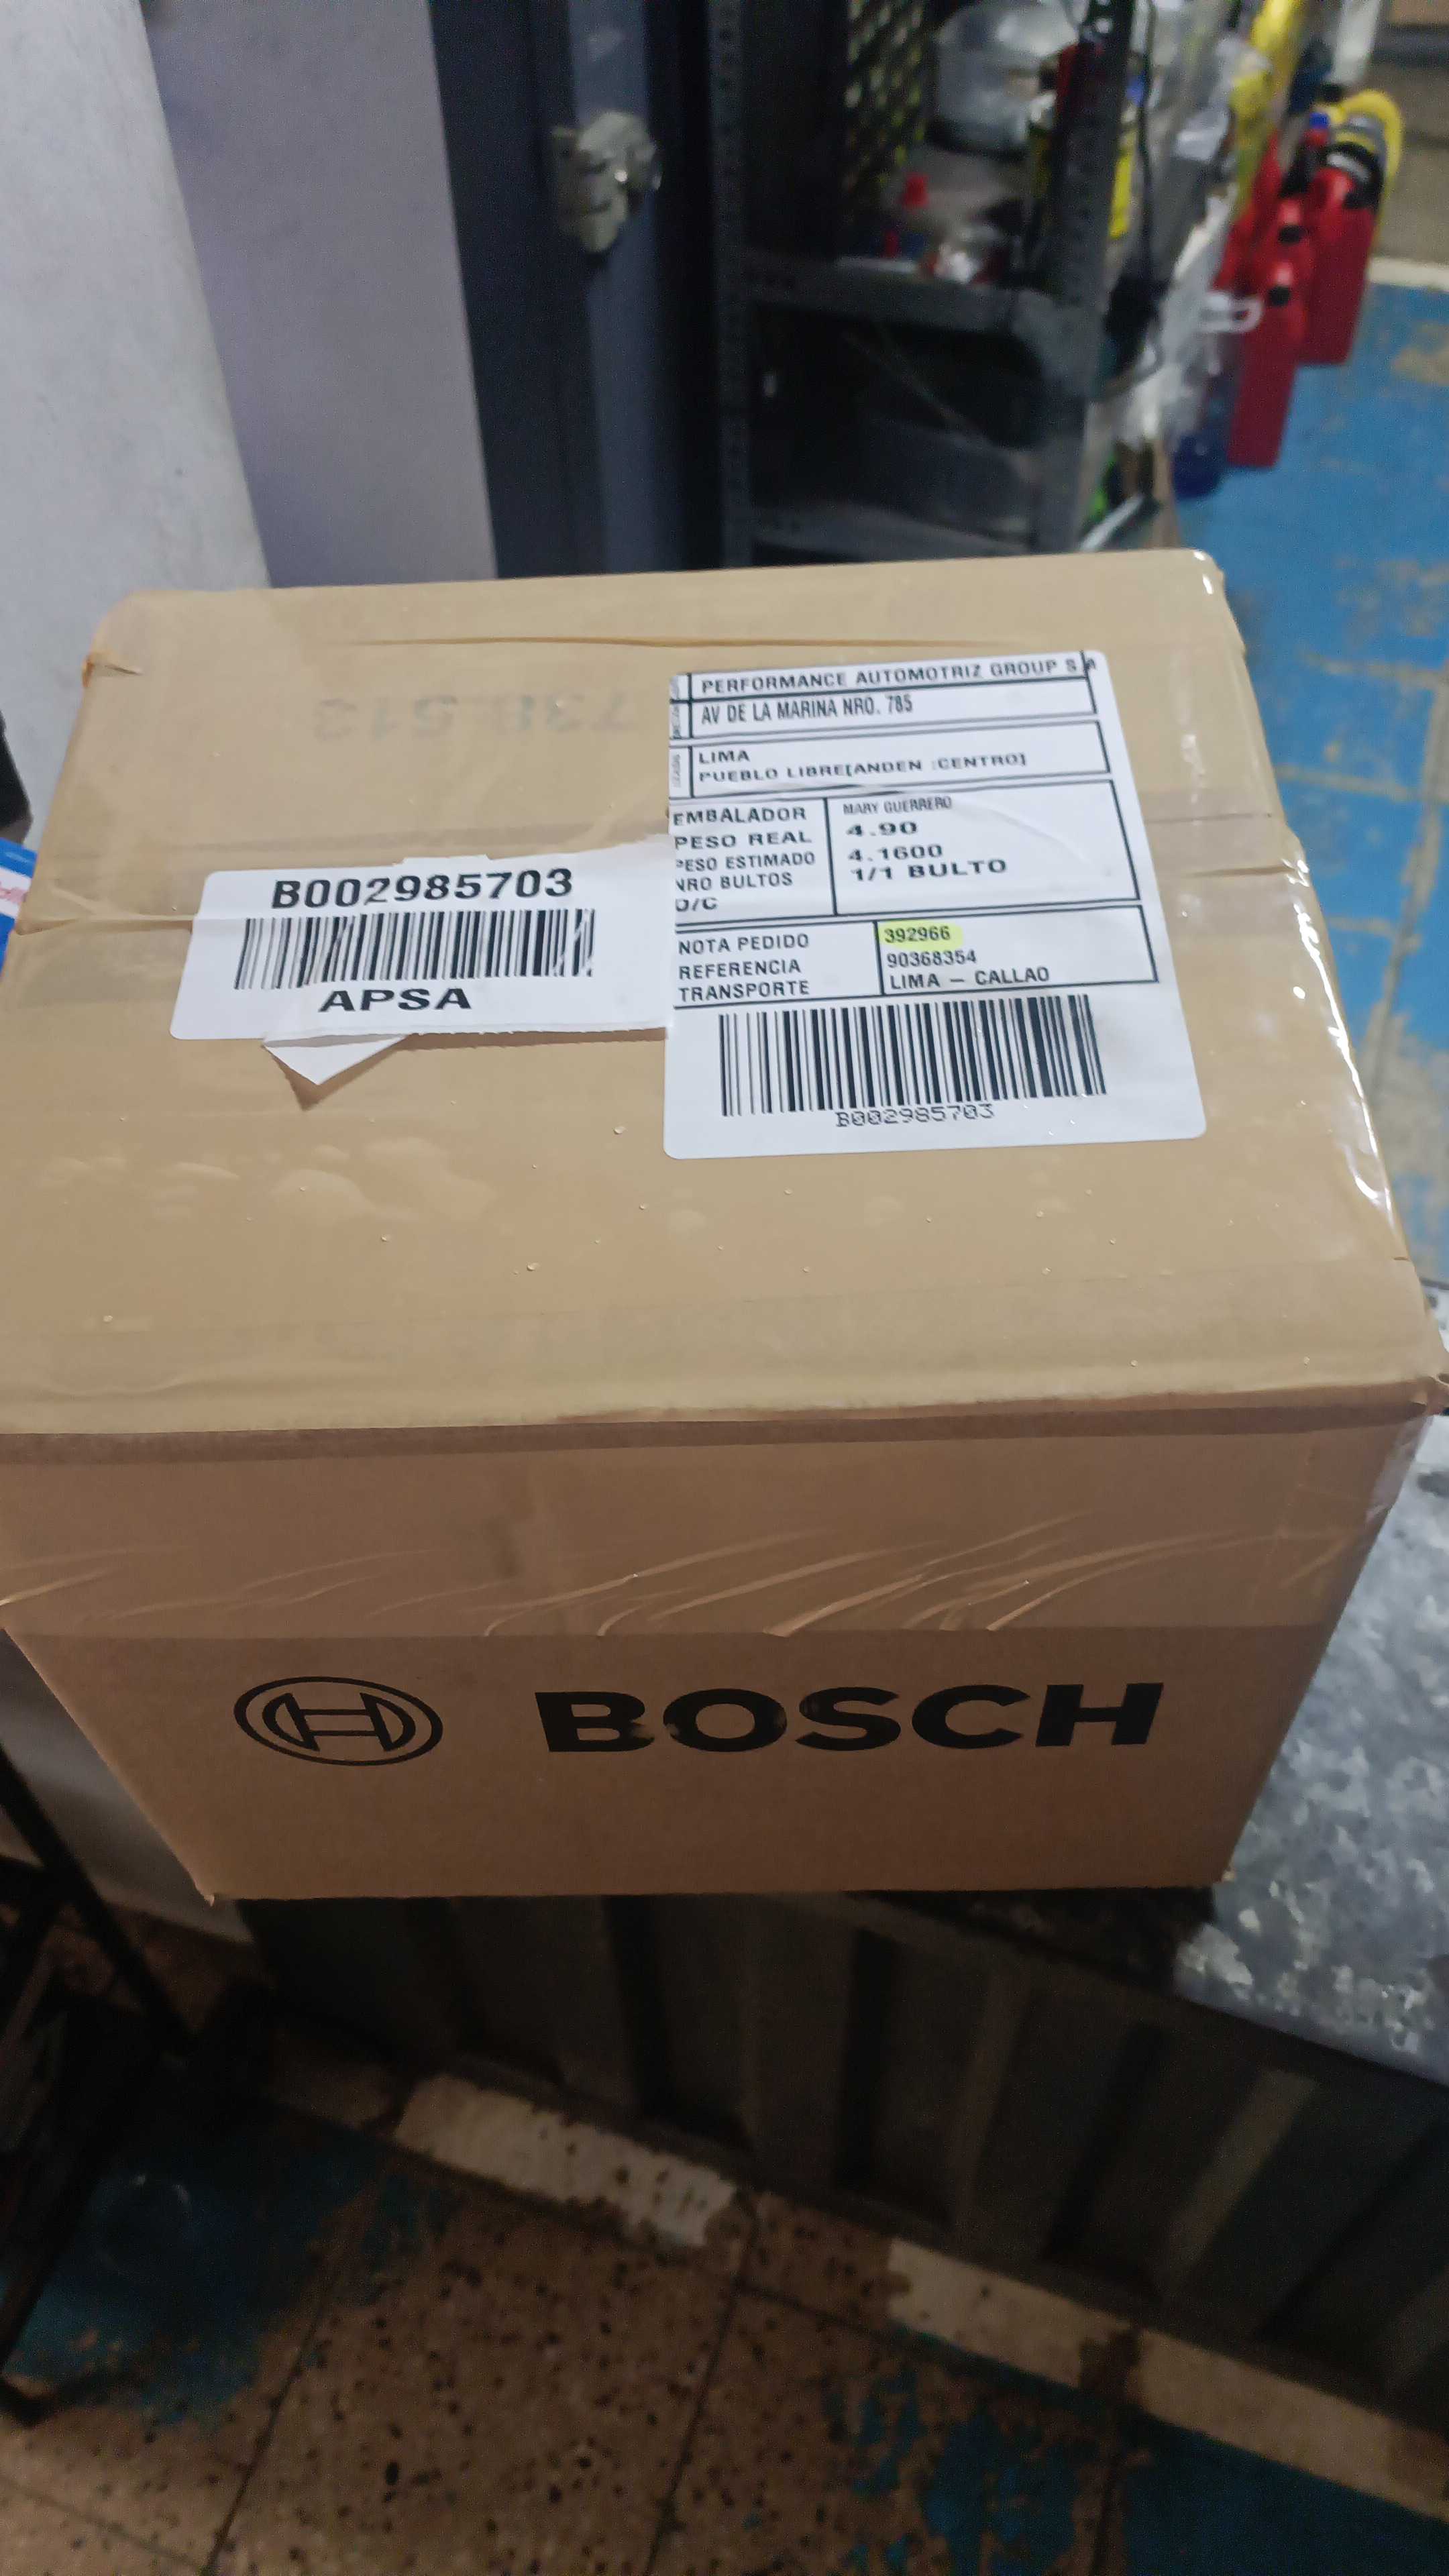 PERFORMANCE AUTOMOTRIZ GROUP S A
AV DE LA MARINA NRO. 785
LIMA
PUEBLO LIBRE[ANDEN :CENTRO]
EMBALADOR MARY GUERRERO
PESO REAL 4.90
PESO ESTIMADO 4.1600
NRO BULTOS 1/1 BULTO
O/C
NOTA PEDIDO 392966
REFERENCIA 90368354
TRANSPORTE LIMA – CALLAO
B002985703
B002985703
APSA
BOSCH